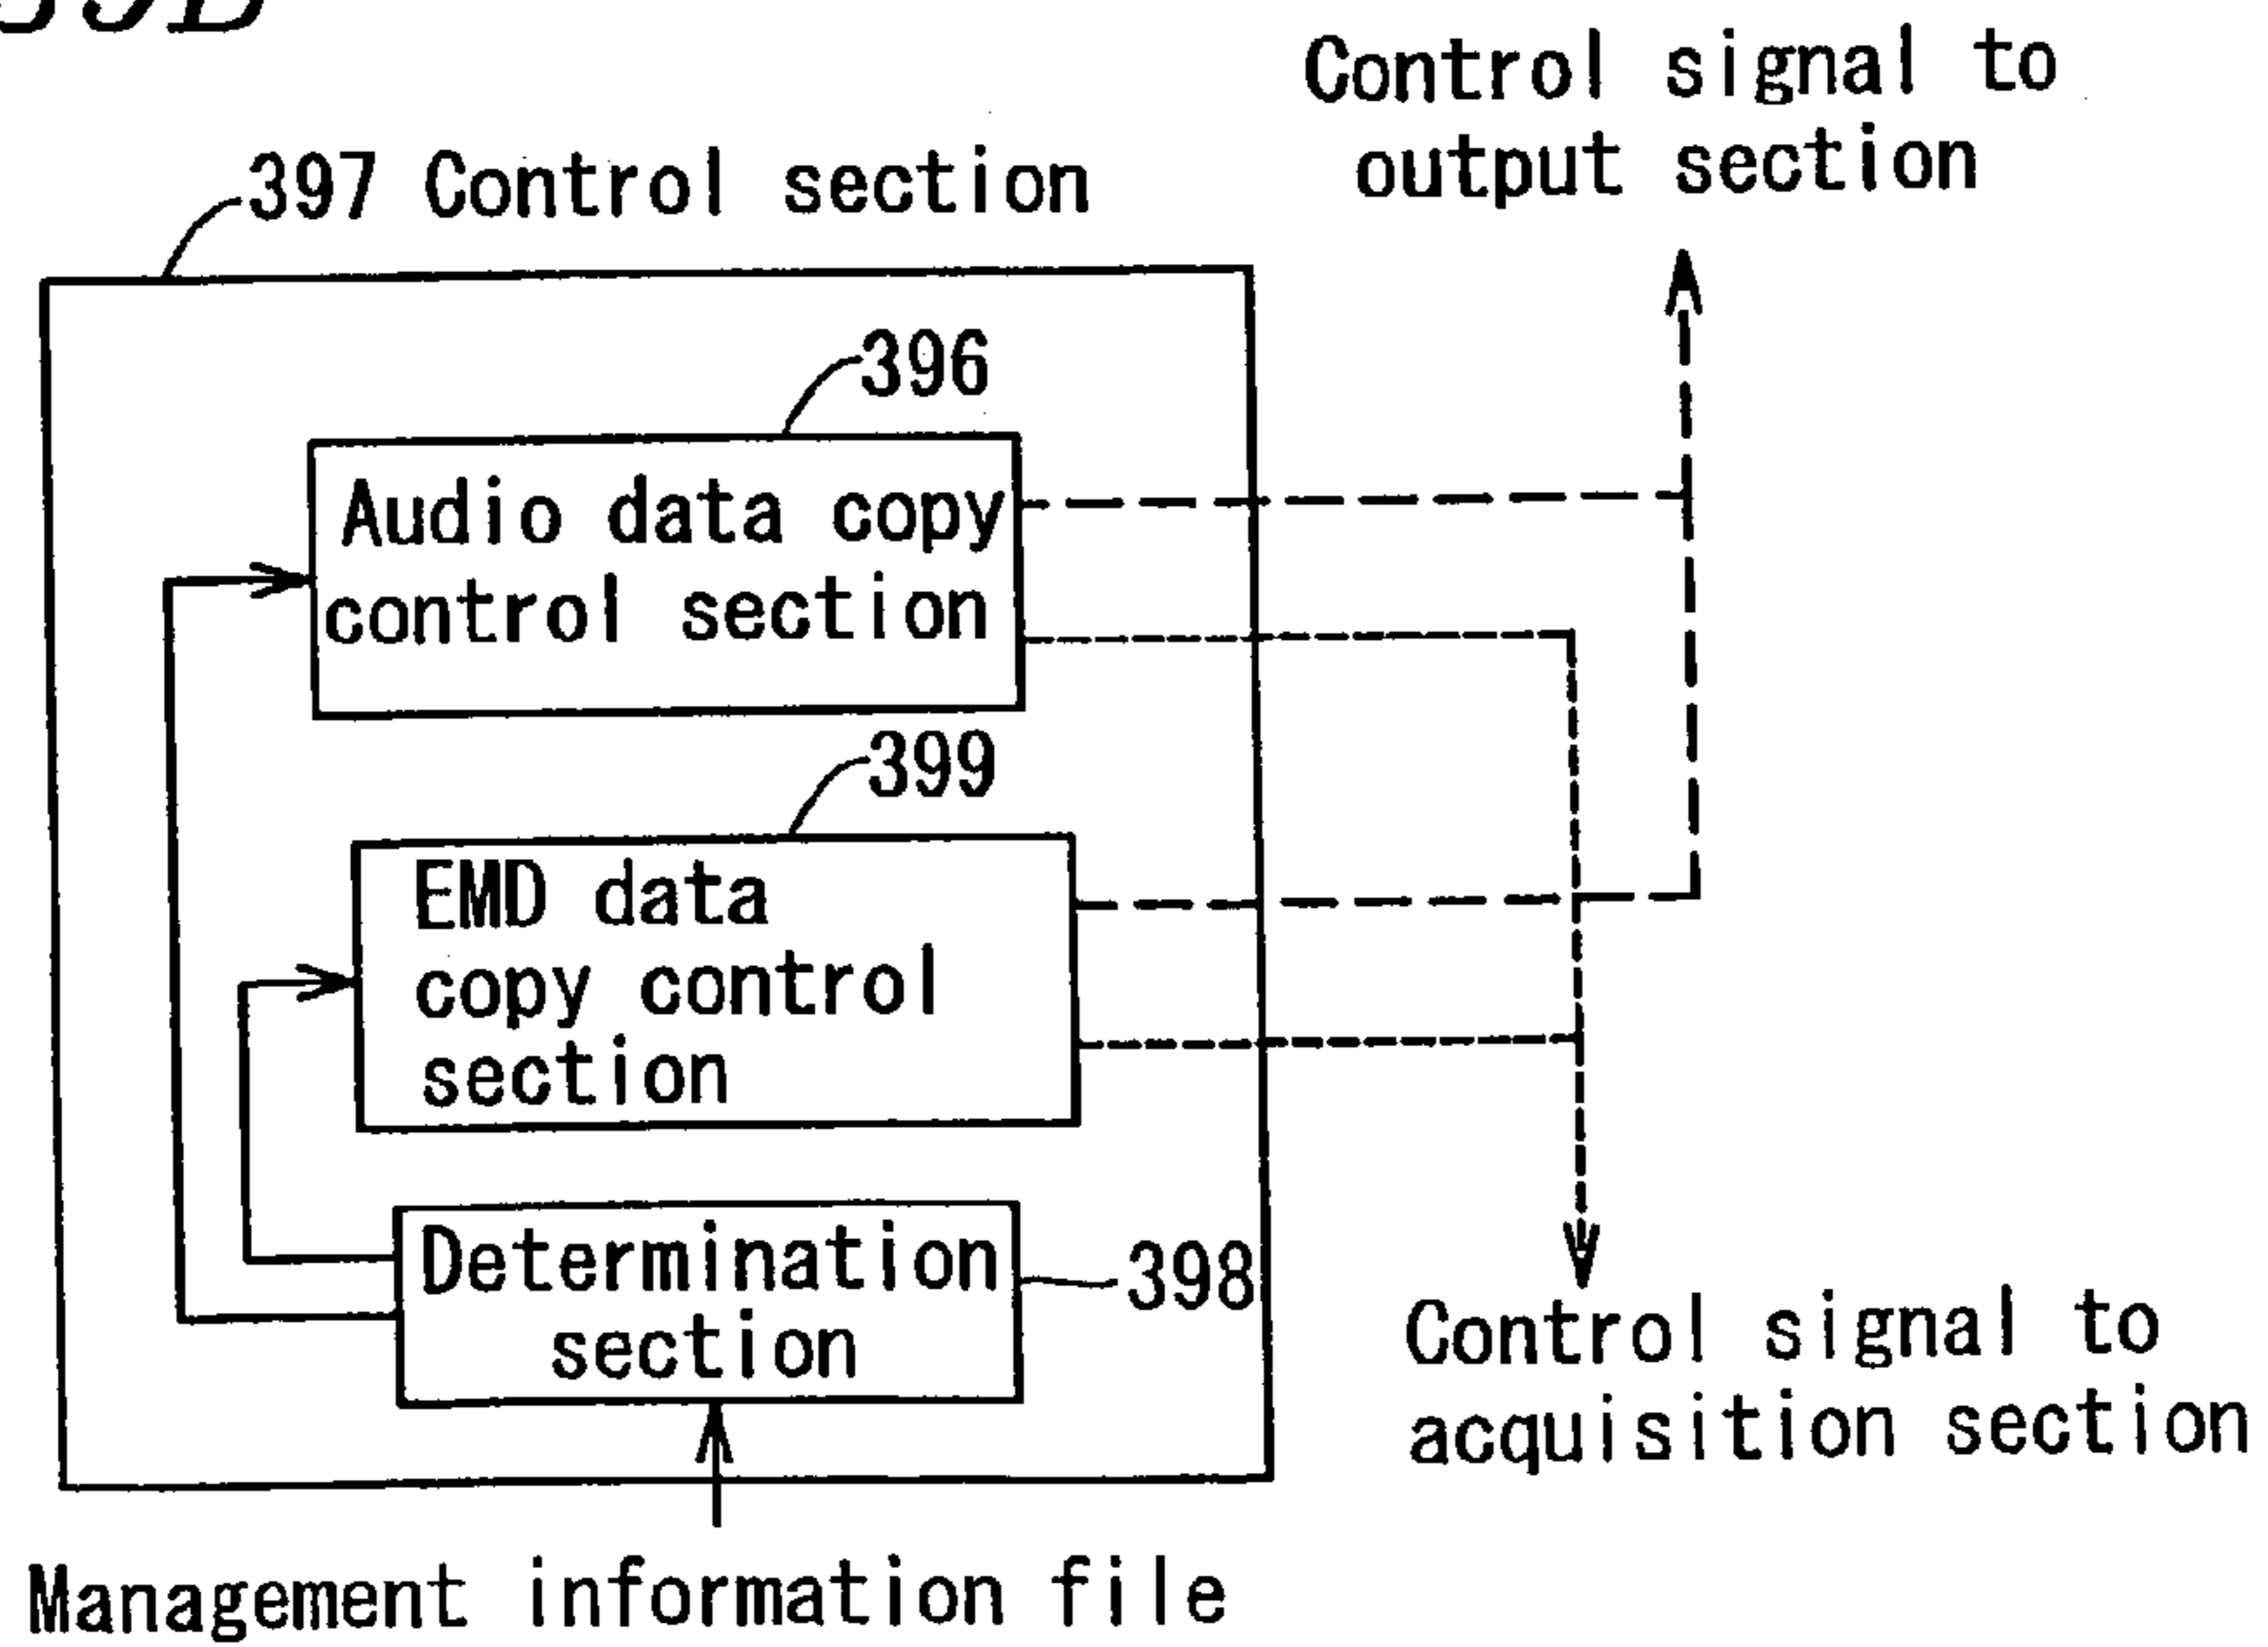 Control signal to
output section
397 Control section
396
Audio data copy
control section
399
EMD data
copy control
section
Determination
section
398
Control signal to
acquisition section
Management information file